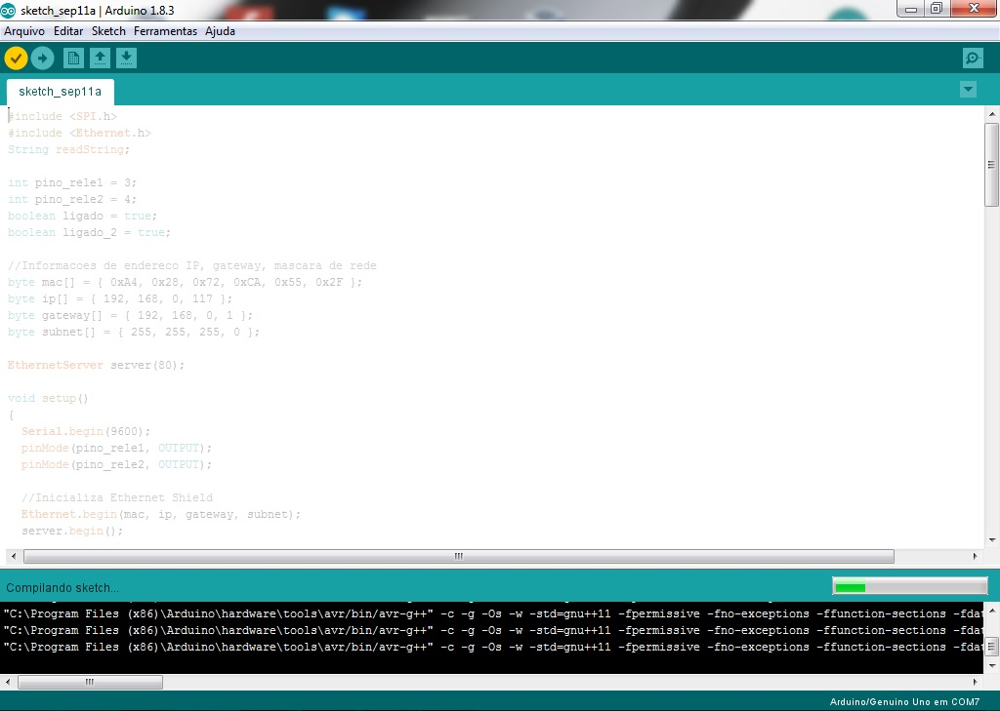 sketch_sep11a | Arduino 1.8.3
Arquivo Editar Sketch Ferramentas Ajuda
sketch_sep11a
#include <SPI.h>
#include <Ethernet.h>
String readString;
int pino_rele1 = 3;
int pino_rele2 = 4;
boolean ligado = true;
boolean ligado_2 = true;
//Informacoes de endereco IP, gateway, mascara de rede
byte mac[] = { 0xA4, 0x28, 0x72, 0xCA, 0x55, 0x2F };
byte ip[] = { 192, 168, 0, 117 };
byte gateway[] = { 192, 168, 0, 1 };
byte subnet[] = { 255, 255, 255, 0 };
EthernetServer server(80);
void setup()
{
Serial.begin(9600);
pinMode(pino_rele1, OUTPUT);
pinMode(pino_rele2, OUTPUT);
//Inicializa Ethernet Shield
Ethernet.begin(mac, ip, gateway, subnet);
server.begin();
Compilando sketch...
"C:\Program Files (x86)\Arduino\hardware\tools\avr/bin/avr-g++" -c -g -Os -w -std=gnu++11 -fpermissive -fno-exceptions -ffunction-sections -fdat
"C:\Program Files (x86)\Arduino\hardware\tools\avr/bin/avr-g++" -c -g -Os -w -std=gnu++11 -fpermissive -fno-exceptions -ffunction-sections -fdat
"C:\Program Files (x86)\Arduino\hardware\tools\avr/bin/avr-g++" -c -g -Os -w -std=gnu++11 -fpermissive -fno-exceptions -ffunction-sections -fdat
Arduino/Genuino Uno em COM7